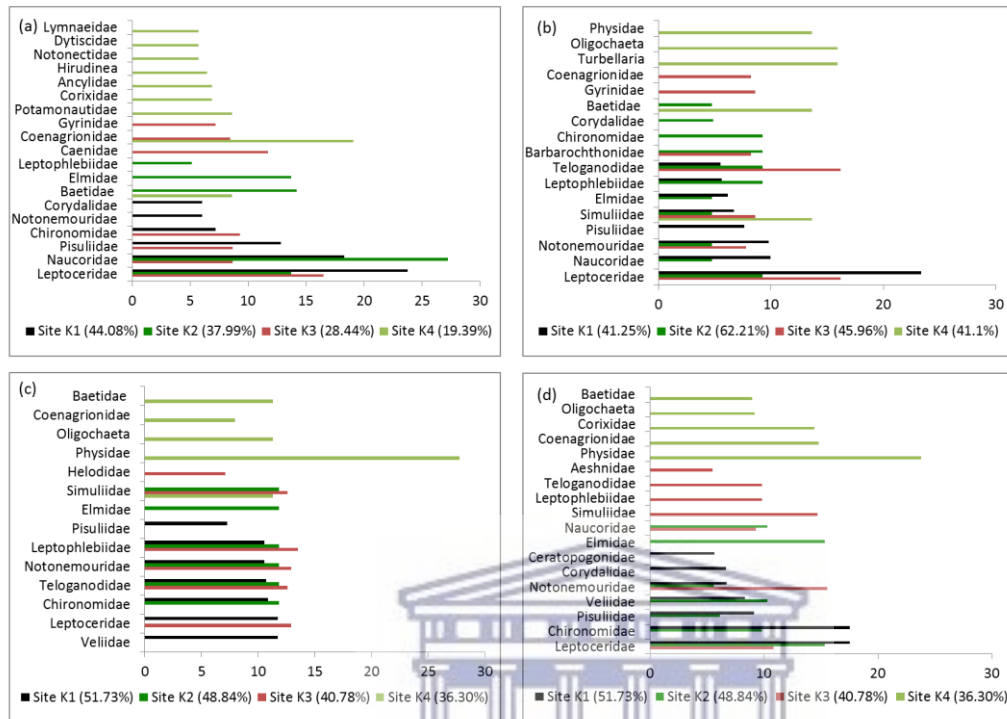 (a)
Lymnaeidae
Dytiscidae
Notonectidae
Hirudinea
Ancylidae
Corixidae
Potamonautidae
Gyrinidae
Coenagrionidae
Caenidae
Leptophlebiidae
Elmidae
Baetidae
Corydalidae
Notonemouridae
Chironomidae
Pisuliidae
Naucoridae
Leptoceridae
0 5 10 15 20 25 30
Site K1 (44.08%) Site K2 (37.99%) Site K3 (28.44%) Site K4 (19.39%)
(b)
Physidae
Oligochaeta
Turbellaria
Coenagrionidae
Gyrinidae
Baetidae
Corydalidae
Chironomidae
Barbarochthonidae
Teloganodidae
Leptophlebiidae
Elmidae
Simuliidae
Pisuliidae
Notonemouridae
Naucoridae
Leptoceridae
0 10 20 30
Site K1 (41.25%) Site K2 (62.21%) Site K3 (45.96%) Site K4 (41.1%)
(c)
Baetidae
Coenagrionidae
Oligochaeta
Physidae
Helodidae
Simuliidae
Elmidae
Pisuliidae
Leptophlebiidae
Notonemouridae
Teloganodidae
Chironomidae
Leptoceridae
Veliidae
0 5 10 15 20 25 30
Site K1 (51.73%) Site K2 (48.84%) Site K3 (40.78%) Site K4 (36.30%)
(d)
Baetidae
Oligochaeta
Corixidae
Coenagrionidae
Physidae
Aeshnidae
Teloganodidae
Leptophlebiidae
Simuliidae
Naucoridae
Elmidae
Ceratopogonidae
Corydalidae
Notonemouridae
Veliidae
Pisuliidae
Chironomidae
Leptoceridae
0 10 20 30
Site K1 (51.73%) Site K2 (48.84%) Site K3 (40.78%) Site K4 (36.30%)